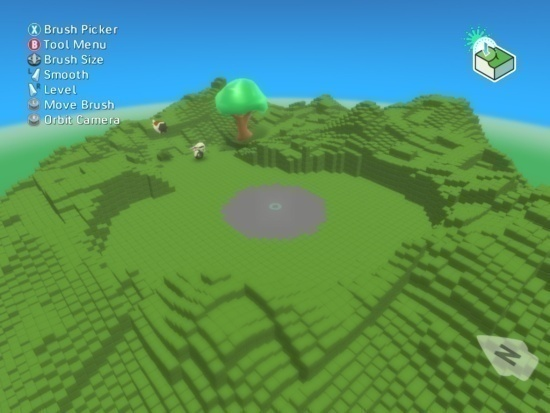 X Brush Picker
B Tool Menu
Brush Size
Smooth
Level
Move Brush
Orbit Camera
N